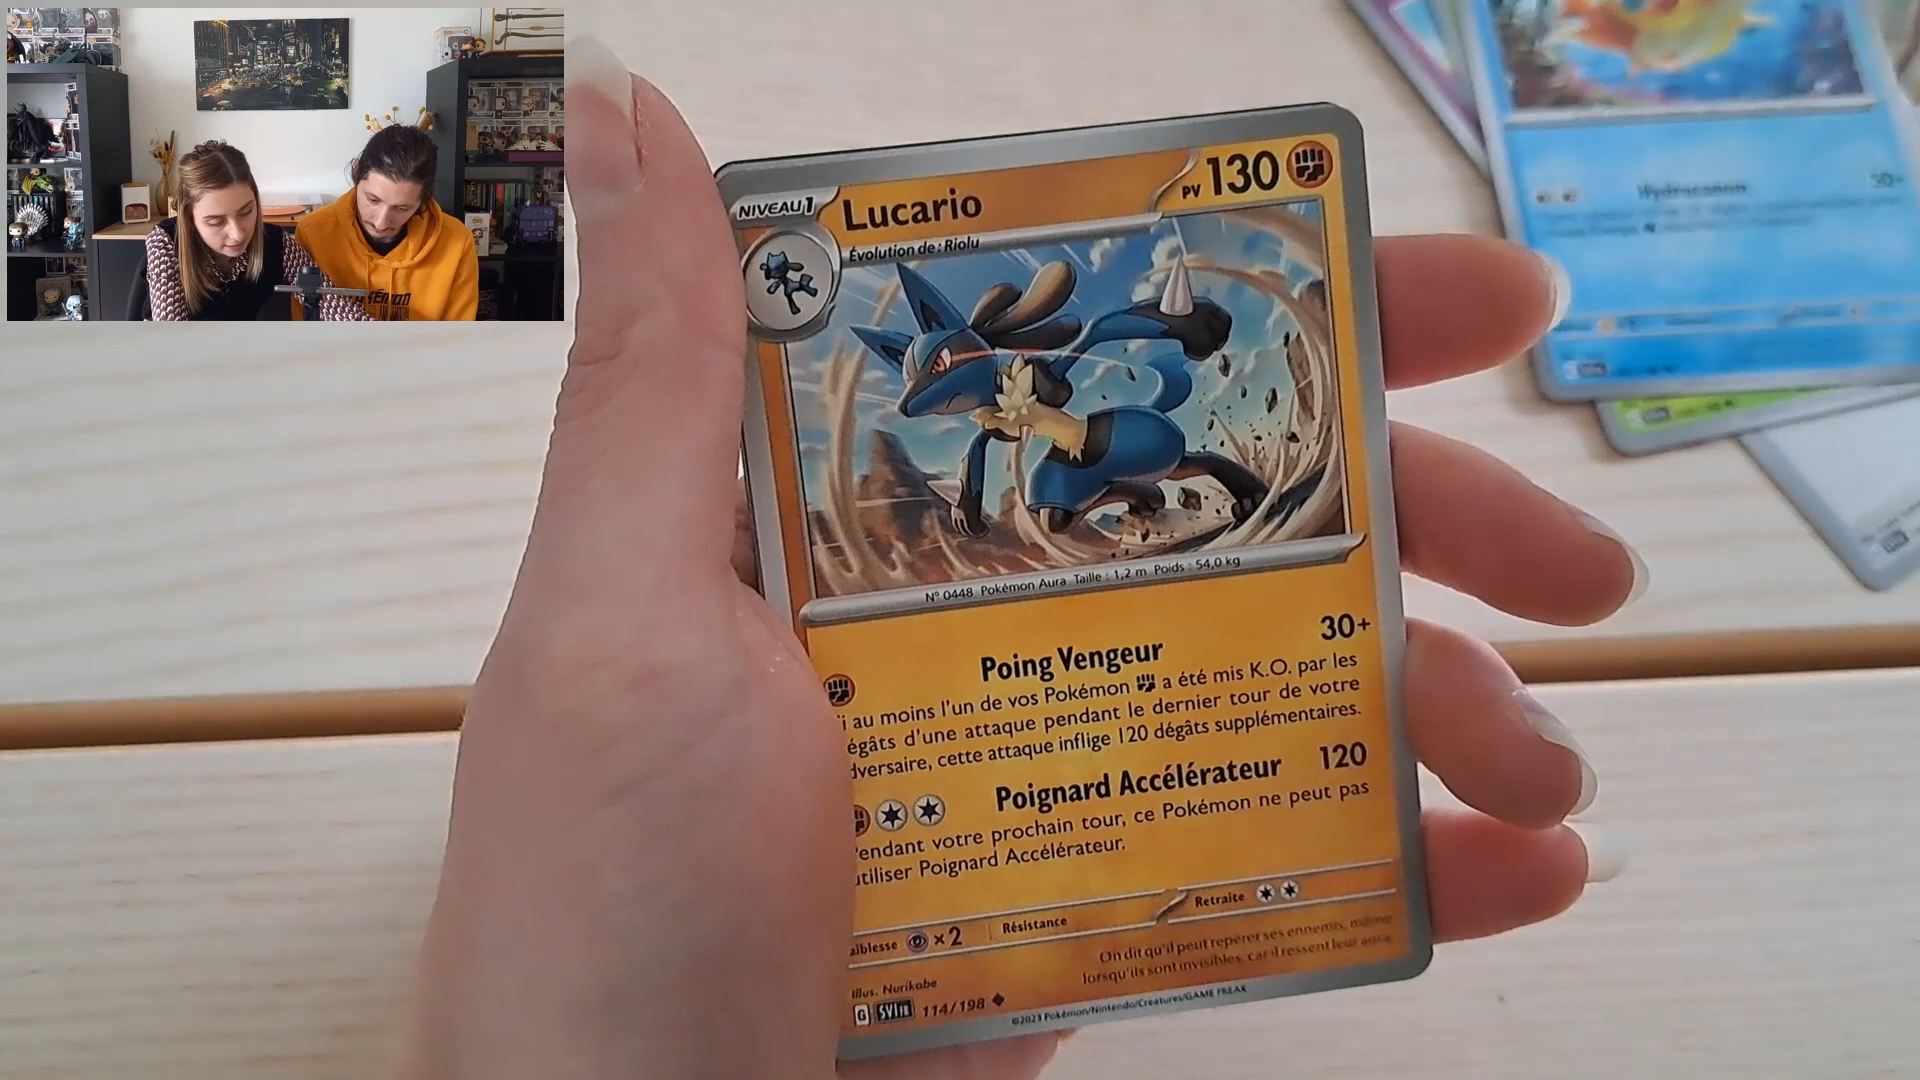 NIVEAU 1
Lucario
PV 130
Évolution de : Riolu
N° 0448 Pokémon Aura Taille : 1,2 m Poids : 54,0 kg
Poing Vengeur 30+
i au moins l'un de vos Pokémon a été mis K.O. par les
égâts d'une attaque pendant le dernier tour de votre
dversaire, cette attaque inflige 120 dégâts supplémentaires.
Poignard Accélérateur 120
endant votre prochain tour, ce Pokémon ne peut pas
utiliser Poignard Accélérateur.
aiblesse ×2 Résistance Retraite
On dit qu'il peut repérer ses ennemis, même
lorsqu'ils sont invisibles, car il ressent leur aura.
Illus. Nurikabe
G SVI FR 114/198
©2023 Pokémon/Nintendo/Creatures/GAME FREAK
Hydrocanon 50+